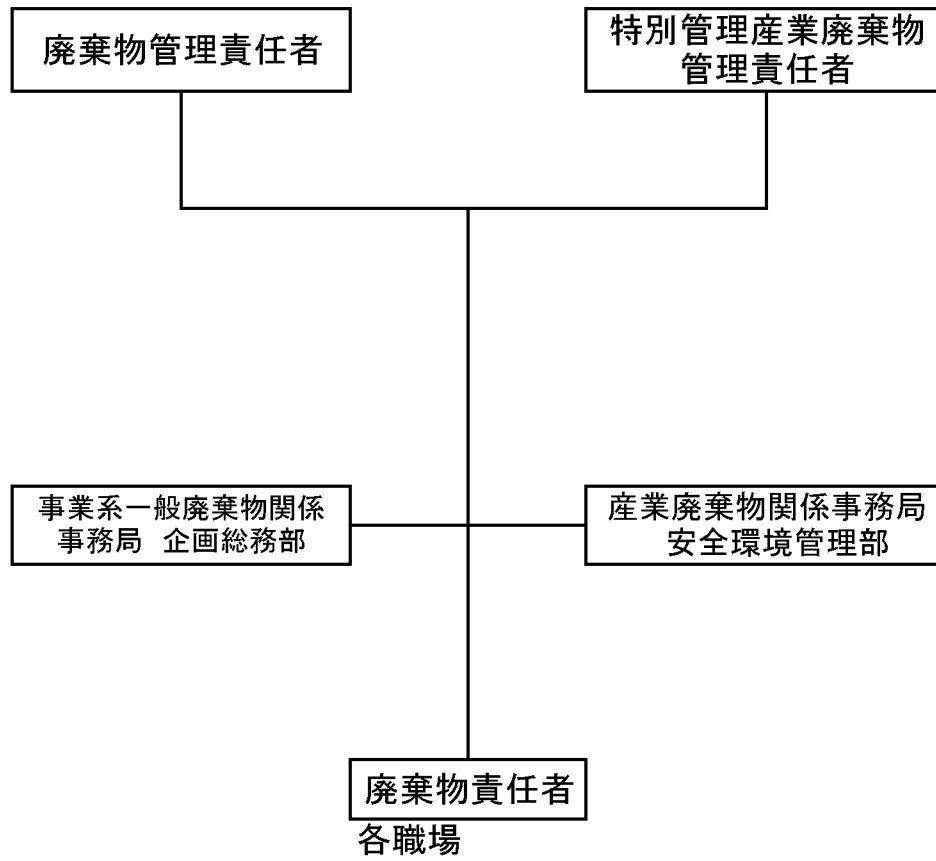 廃棄物管理責任者
特別管理産業廃棄物
管理責任者
事業系一般廃棄物関係
事務局 企画総務部
産業廃棄物関係事務局
安全環境管理部
廃棄物責任者
各職場